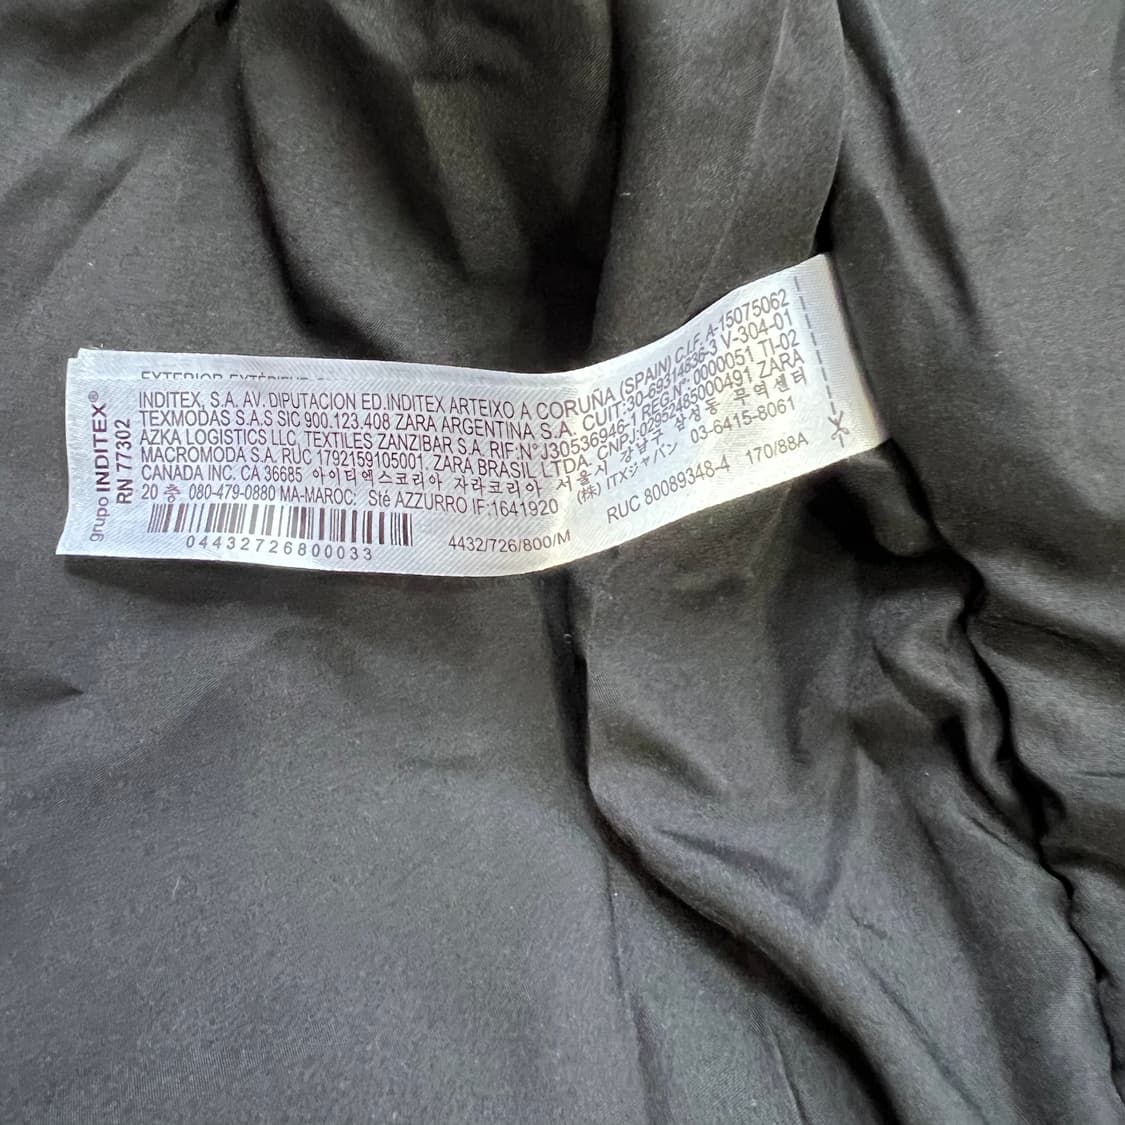 EXTERIOR EXTÉRIEUR
INDITEX, S.A. AV. DIPUTACION ED.INDITEX ARTEIXO A CORUÑA (SPAIN) C.I.F. A-15075062
TEXMODAS S.A.S SIC 900.123.408 ZARA ARGENTINA S.A. CUIT:30-69314836-3 V-304-01
AZKA LOGISTICS LLC, TEXTILES ZANZIBAR S.A. RIF:Nº J30536946-1 REG.Nº: 0000051 TI-02
MACROMODA S.A. RUC 1792159105001, ZARA BRASIL LTDA. CNPJ:02952485000491 ZARA
CANADA INC. CA 36685 아이티엑스코리아 자라코리아 서울시 강남구 삼성동 무역센터
20 층 080-479-0880 MA-MAROC: Sté AZZURRO IF:1641920 (株) ITXジャパン 03-6415-8061
RUC 80089348-4 170/88A
04432726800033
4432/726/800/M
grupo INDITEX®
RN 77302